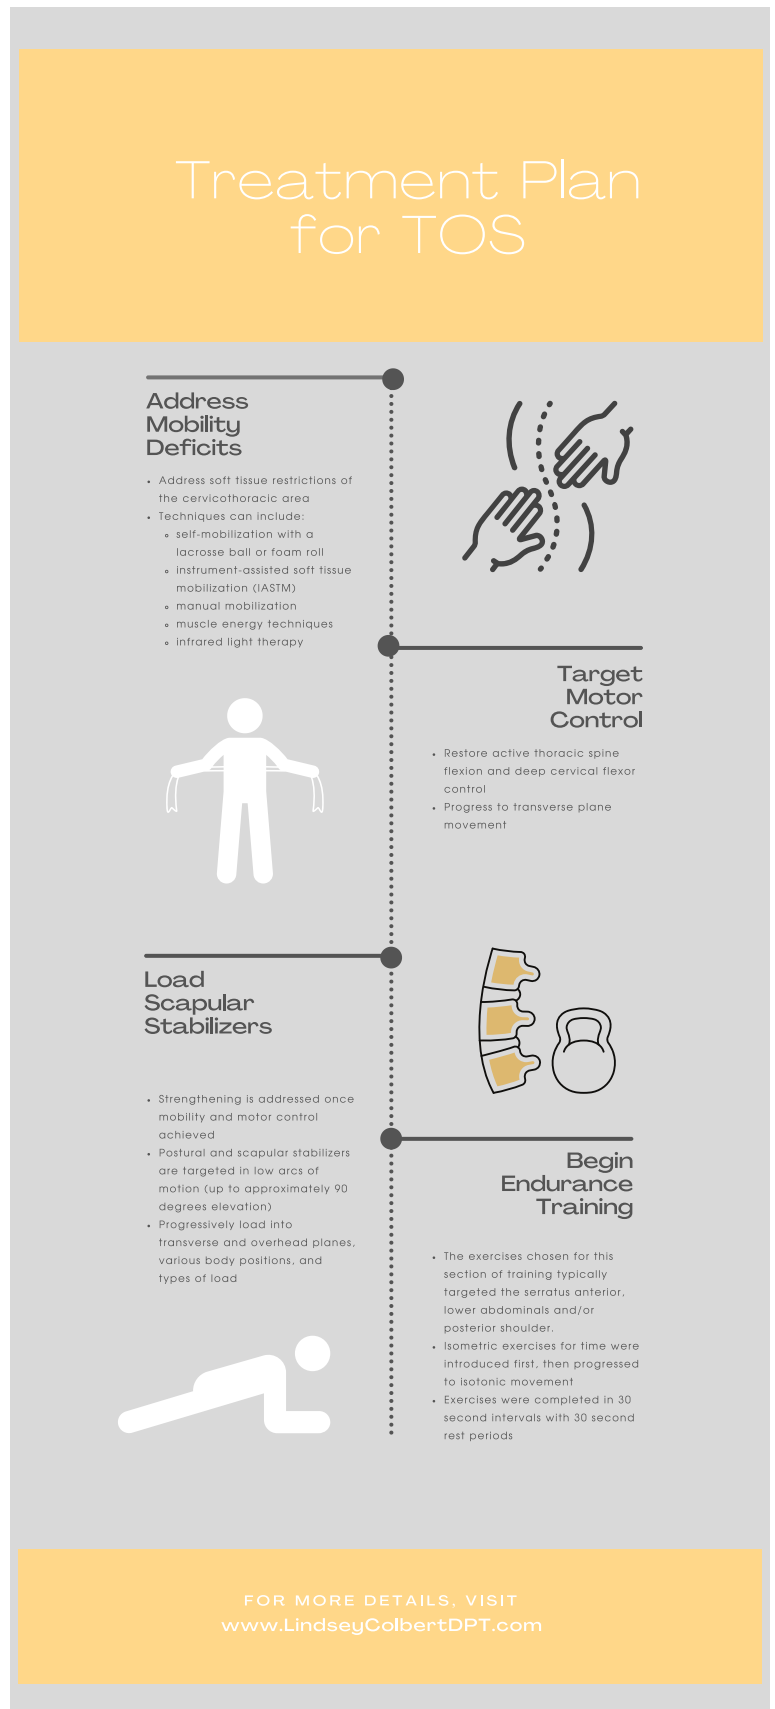 Treatment Plan
for TOS
Address
Mobility
Deficits
• Address soft tissue restrictions of
the cervicothoracic area
• Techniques can include:
◦ self-mobilization with a
lacrosse ball or foam roll
◦ instrument-assisted soft tissue
mobilization (IASTM)
◦ manual mobilization
◦ muscle energy techniques
◦ infrared light therapy
Target
Motor
Control
• Restore active thoracic spine
flexion and deep cervical flexor
control
• Progress to transverse plane
movement
Load
Scapular
Stabilizers
• Strengthening is addressed once
mobility and motor control
achieved
• Postural and scapular stabilizers
are targeted in low arcs of
motion (up to approximately 90
degrees elevation)
• Progressively load into
transverse and overhead planes,
various body positions, and
types of load
Begin
Endurance
Training
• The exercises chosen for this
section of training typically
targeted the serratus anterior,
lower abdominals and/or
posterior shoulder.
• Isometric exercises for time were
introduced first, then progressed
to isotonic movement
• Exercises were completed in 30
second intervals with 30 second
rest periods
FOR MORE DETAILS, VISIT
www.LindseyColbertDPT.com